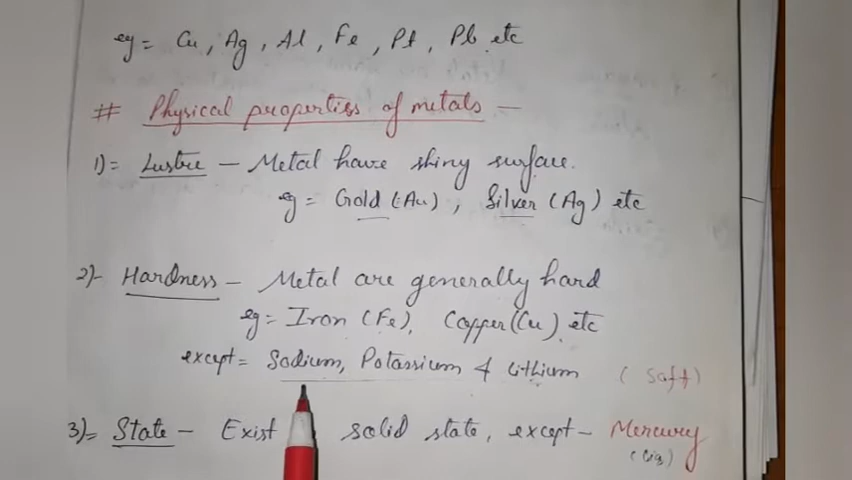 eg = Cu, Ag, Al, Fe, Pt, Pb etc
# Physical properties of metals -
1)= Lustre - Metal have shiny surface.
eg = Gold (Au), Silver (Ag) etc
2)- Hardness - Metal are generally hard
eg = Iron (Fe), Copper (Cu) etc
except = Sodium, Potassium & Lithium (Soft)
3)= State - Exist solid state, except - Mercury
(liq)